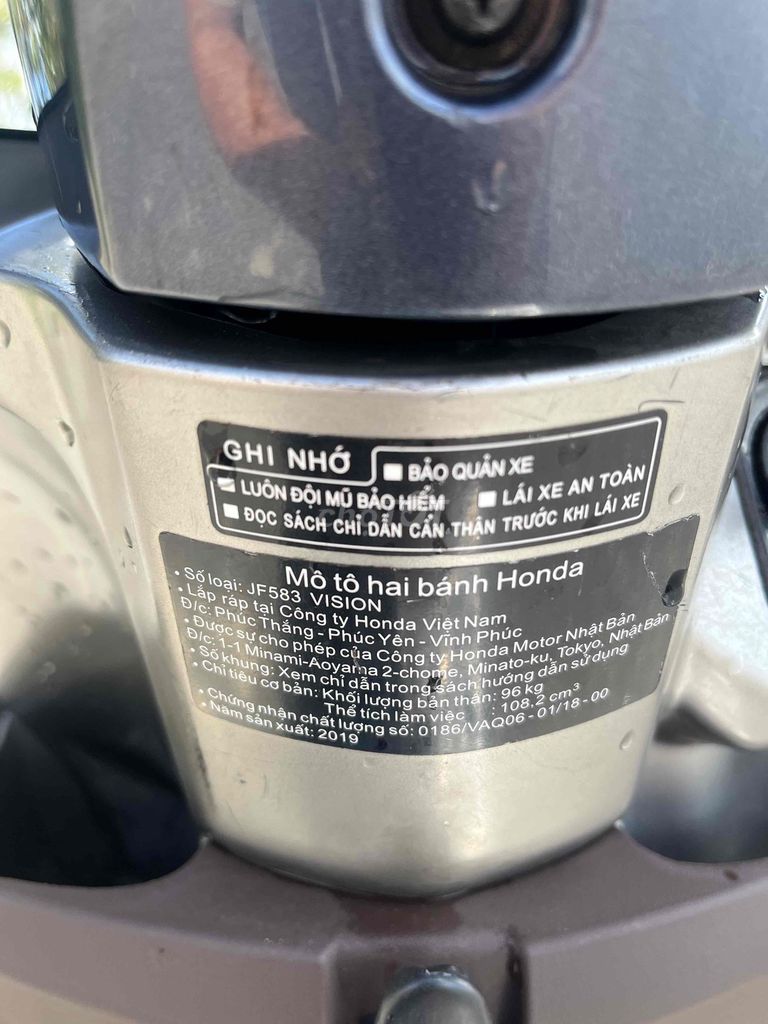 GHI NHỚ
BẢO QUẢN XE
LUÔN ĐỘI MŨ BẢO HIỂM
LÁI XE AN TOÀN
ĐỌC SÁCH CHỈ DẪN CẨN THẬN TRƯỚC KHI LÁI XE
Mô tô hai bánh Honda
• Số loại: JF583 VISION
• Lắp ráp tại Công ty Honda Việt Nam
Đ/c: Phúc Thắng - Phúc Yên - Vĩnh Phúc
• Được sự cho phép của Công ty Honda Motor Nhật Bản
Đ/c: 1-1 Minami-Aoyama 2-chome, Minato-ku, Tokyo, Nhật Bản
• Số khung: Xem chỉ dẫn trong sách hướng dẫn sử dụng
• Chỉ tiêu cơ bản: Khối lượng bản thân: 96 kg
Thể tích làm việc : 108,2 cm³
• Chứng nhận chất lượng số: 0186/VAQ06 - 01/18 - 00
• Năm sản xuất: 2019